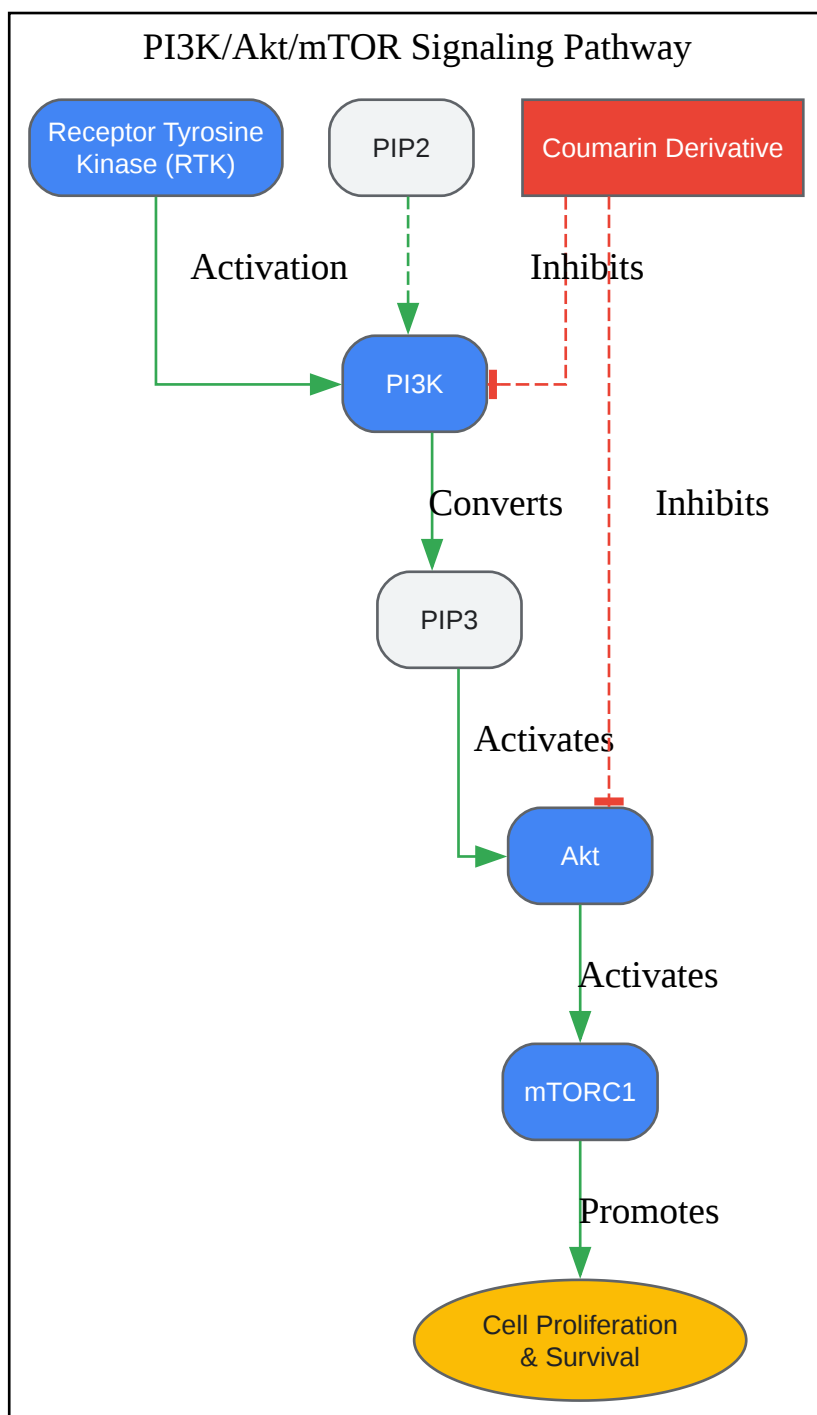 PI3K/Akt/mTOR Signaling Pathway
Receptor Tyrosine
Kinase (RTK)
PIP2
Coumarin Derivative
Activation
Inhibits
PI3K
Converts
Inhibits
PIP3
Activates
Akt
Activates
mTORC1
Promotes
Cell Proliferation
& Survival